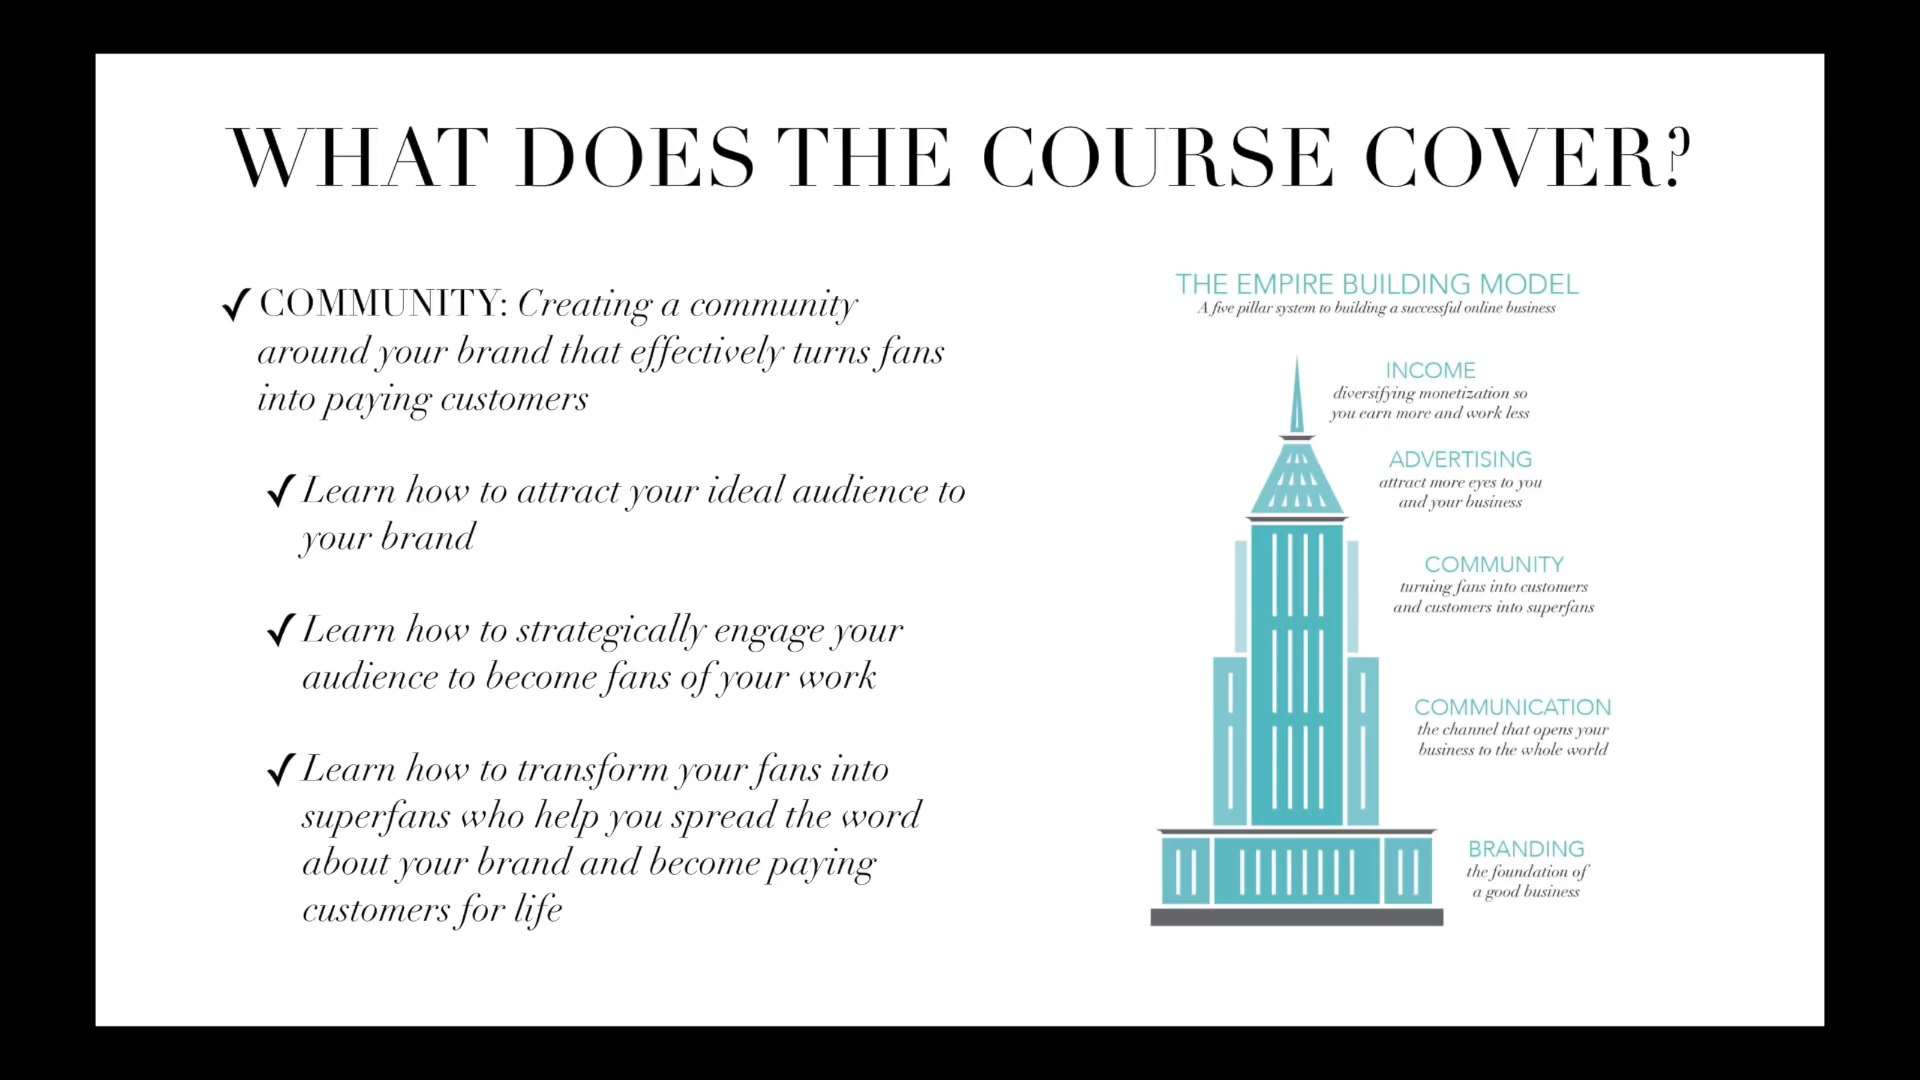 WHAT DOES THE COURSE COVER?
✓ COMMUNITY: Creating a community
around your brand that effectively turns fans
into paying customers
✓ Learn how to attract your ideal audience to
your brand
✓ Learn how to strategically engage your
audience to become fans of your work
✓ Learn how to transform your fans into
superfans who help you spread the word
about your brand and become paying
customers for life
THE EMPIRE BUILDING MODEL
A five pillar system to building a successful online business
INCOME
diversifying monetization so
you earn more and work less
ADVERTISING
attract more eyes to you
and your business
COMMUNITY
turning fans into customers
and customers into superfans
COMMUNICATION
the channel that opens your
business to the whole world
BRANDING
the foundation of
a good business